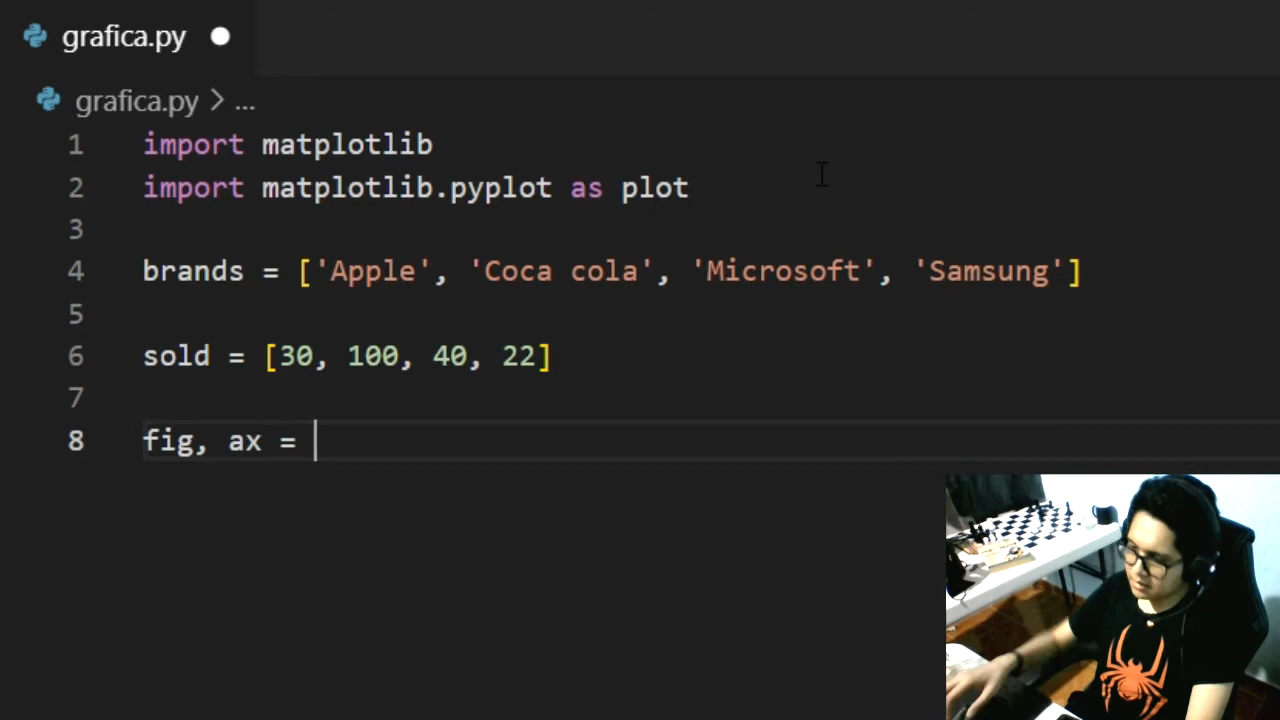 grafica.py
grafica.py > ...
1 import matplotlib
2 import matplotlib.pyplot as plot
3
4 brands = ['Apple', 'Coca cola', 'Microsoft', 'Samsung']
5
6 sold = [30, 100, 40, 22]
7
8 fig, ax =